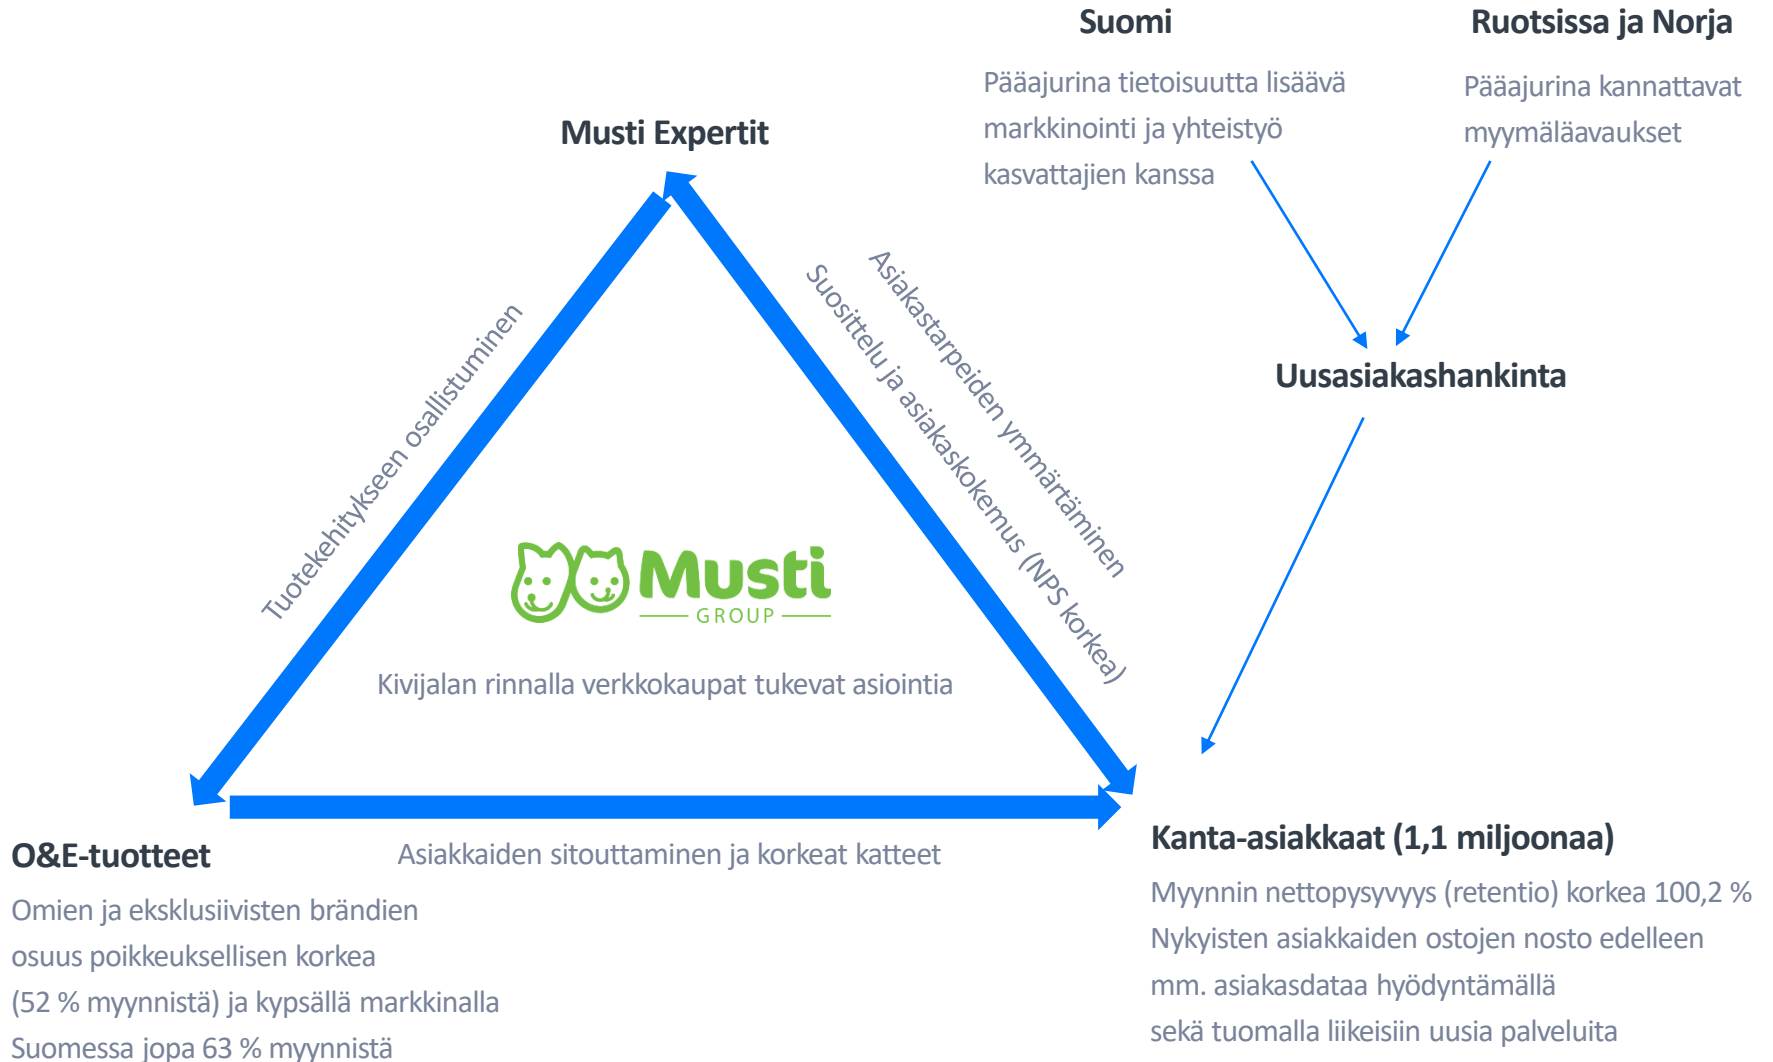 Suomi
Pääajurina tietoisuutta lisäävä
markkinointi ja yhteistyö
kasvattajien kanssa
Ruotsissa ja Norja
Pääajurina kannattavat
myymäläavaukset
Musti Expertit
Uusasiakashankinta
Tuotekehitykseen osallistuminen
Asiakastarpeiden ymmärtäminen
Suosittelu ja asiakaskokemus (NPS korkea)
Musti
GROUP
Kivijalan rinnalla verkkokaupat tukevat asiointia
Asiakkaiden sitouttaminen ja korkeat katteet
O&E-tuotteet
Omien ja eksklusiivisten brändien
osuus poikkeuksellisen korkea
(52 % myynnistä) ja kypsällä markkinalla
Suomessa jopa 63 % myynnistä
Kanta-asiakkaat (1,1 miljoonaa)
Myynnin nettopysyvyys (retentio) korkea 100,2 %
Nykyisten asiakkaiden ostojen nosto edelleen
mm. asiakasdataa hyödyntämällä
sekä tuomalla liikeisiin uusia palveluita